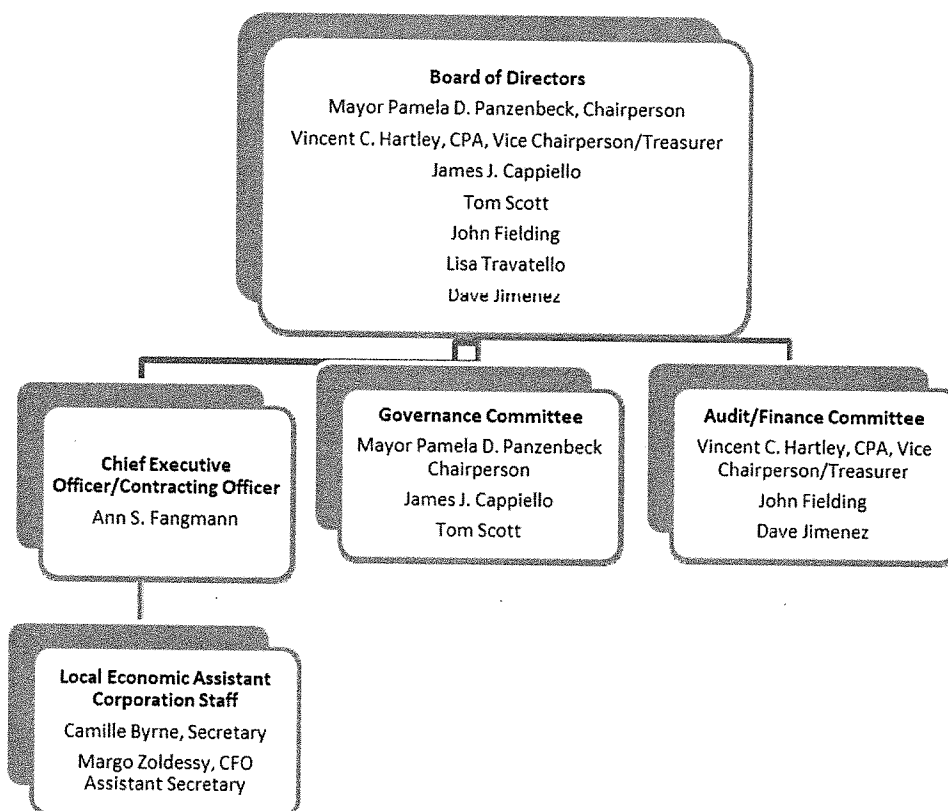 Board of Directors
Mayor Pamela D. Panzenbeck, Chairperson
Vincent C. Hartley, CPA, Vice Chairperson/Treasurer
James J. Cappiello
Tom Scott
John Fielding
Lisa Travatello
Dave Jimenez
Chief Executive
Officer/Contracting Officer
Ann S. Fangmann
Governance Committee
Mayor Pamela D. Panzenbeck
Chairperson
James J. Cappiello
Tom Scott
Audit/Finance Committee
Vincent C. Hartley, CPA, Vice
Chairperson/Treasurer
John Fielding
Dave Jimenez
Local Economic Assistant
Corporation Staff
Camille Byrne, Secretary
Margo Zoldessy, CFO
Assistant Secretary